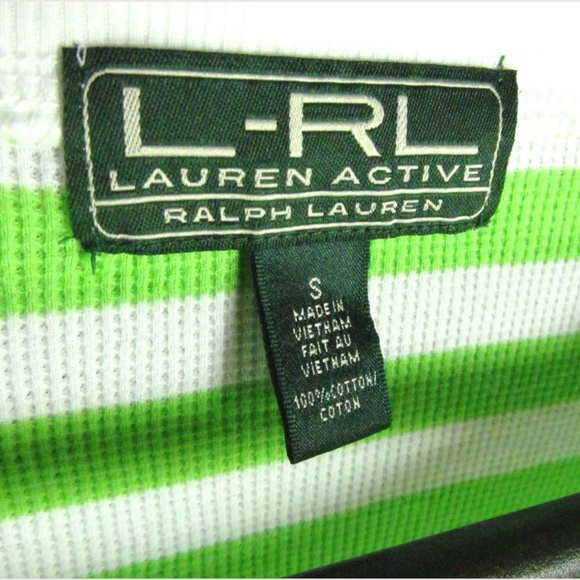 L-RL
LAUREN ACTIVE
RALPH LAUREN
S
MADE IN
VIETNAM
FAIT AU
VIETNAM
100%COTTON/
COTON